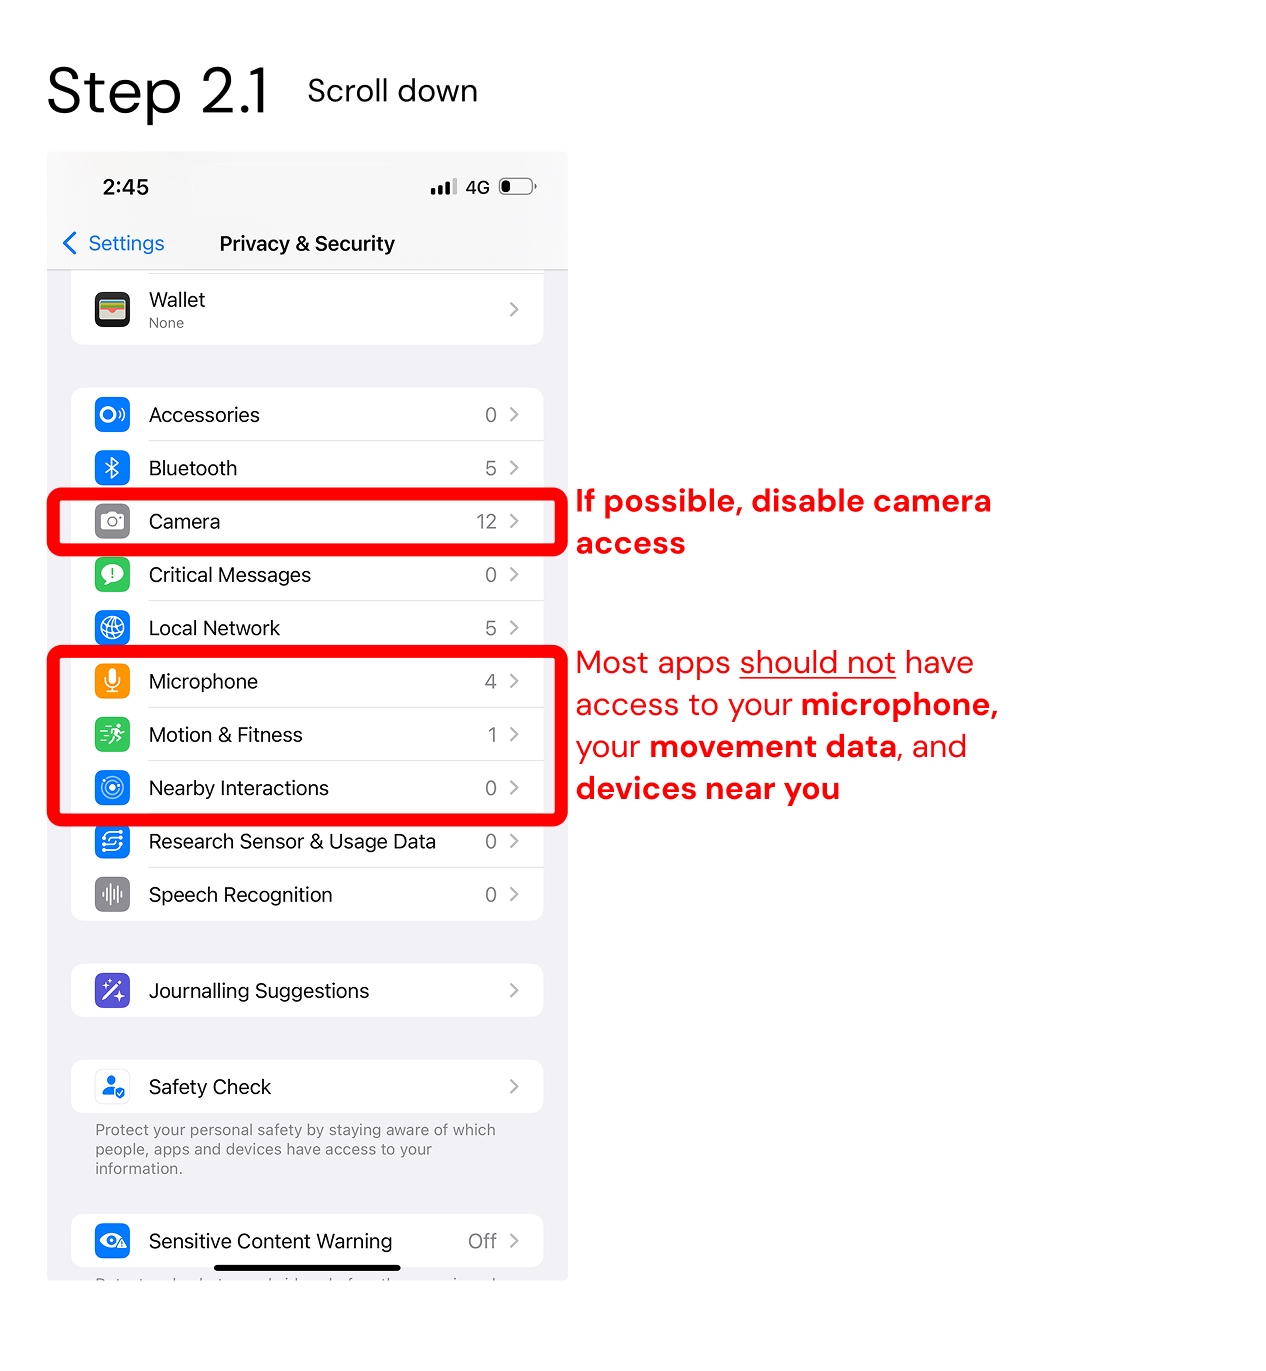 Step 2.1 Scroll down
2:45 4G
Settings Privacy & Security
Wallet
None
Accessories 0
Bluetooth 5
If possible, disable camera
access
Camera 12
Critical Messages 0
Local Network 5
Most apps should not have
access to your microphone,
your movement data, and
devices near you
Microphone 4
Motion & Fitness 1
Nearby Interactions 0
Research Sensor & Usage Data 0
Speech Recognition 0
Journalling Suggestions
Safety Check
Protect your personal safety by staying aware of which
people, apps and devices have access to your
information.
Sensitive Content Warning Off